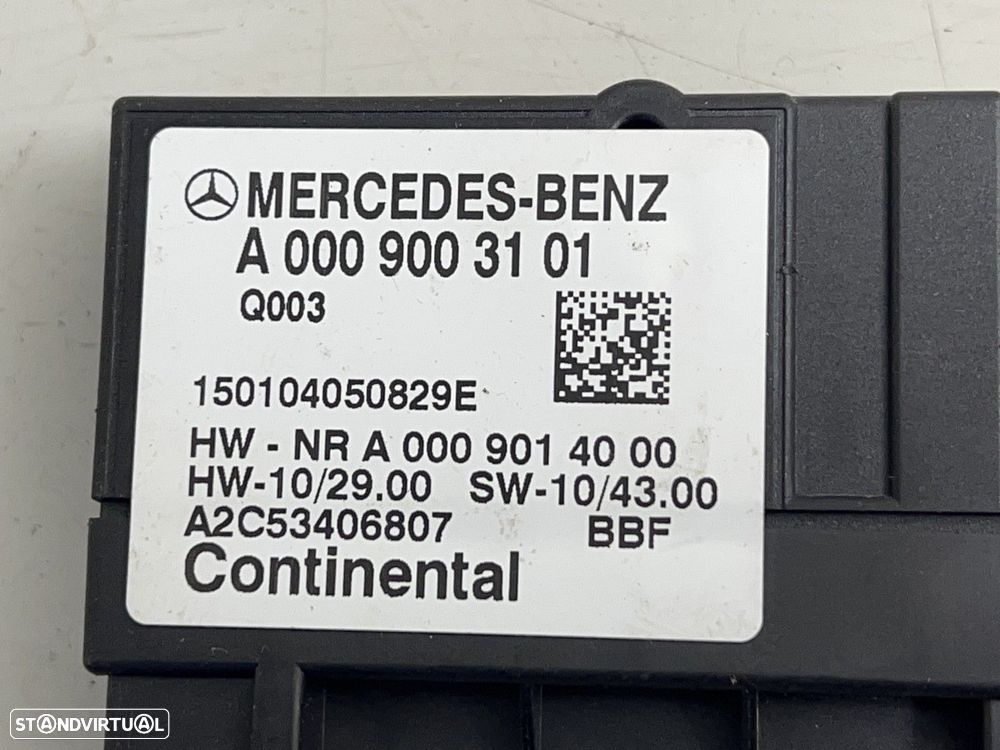 MERCEDES-BENZ
A 000 900 31 01
Q003
150104050829E
HW - NR A 000 901 40 00
HW-10/29.00 SW-10/43.00
A2C53406807 BBF
Continental
STANDVIRTUAL